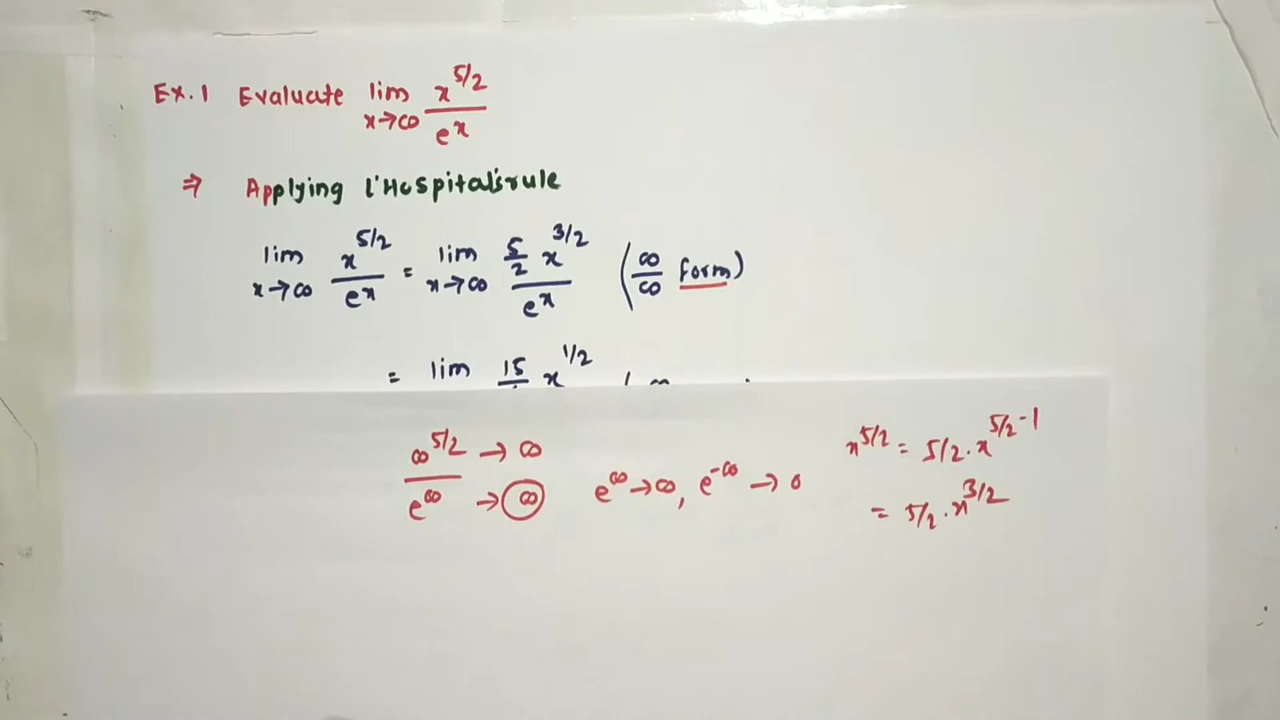 Ex.1 Evaluate lim x→∞ x^5/2 / e^x
⇒ Applying l'Hospital's rule
lim x→∞ x^5/2 / e^x = lim x→∞ 5/2 x^3/2 / e^x (∞/∞ form)
= lim 15 x^1/2
∞^5/2 → ∞
e^∞ → ∞
e^∞ → ∞, e^-∞ → 0
x^5/2 = 5/2 . x^5/2 -1
= 5/2 . x^3/2